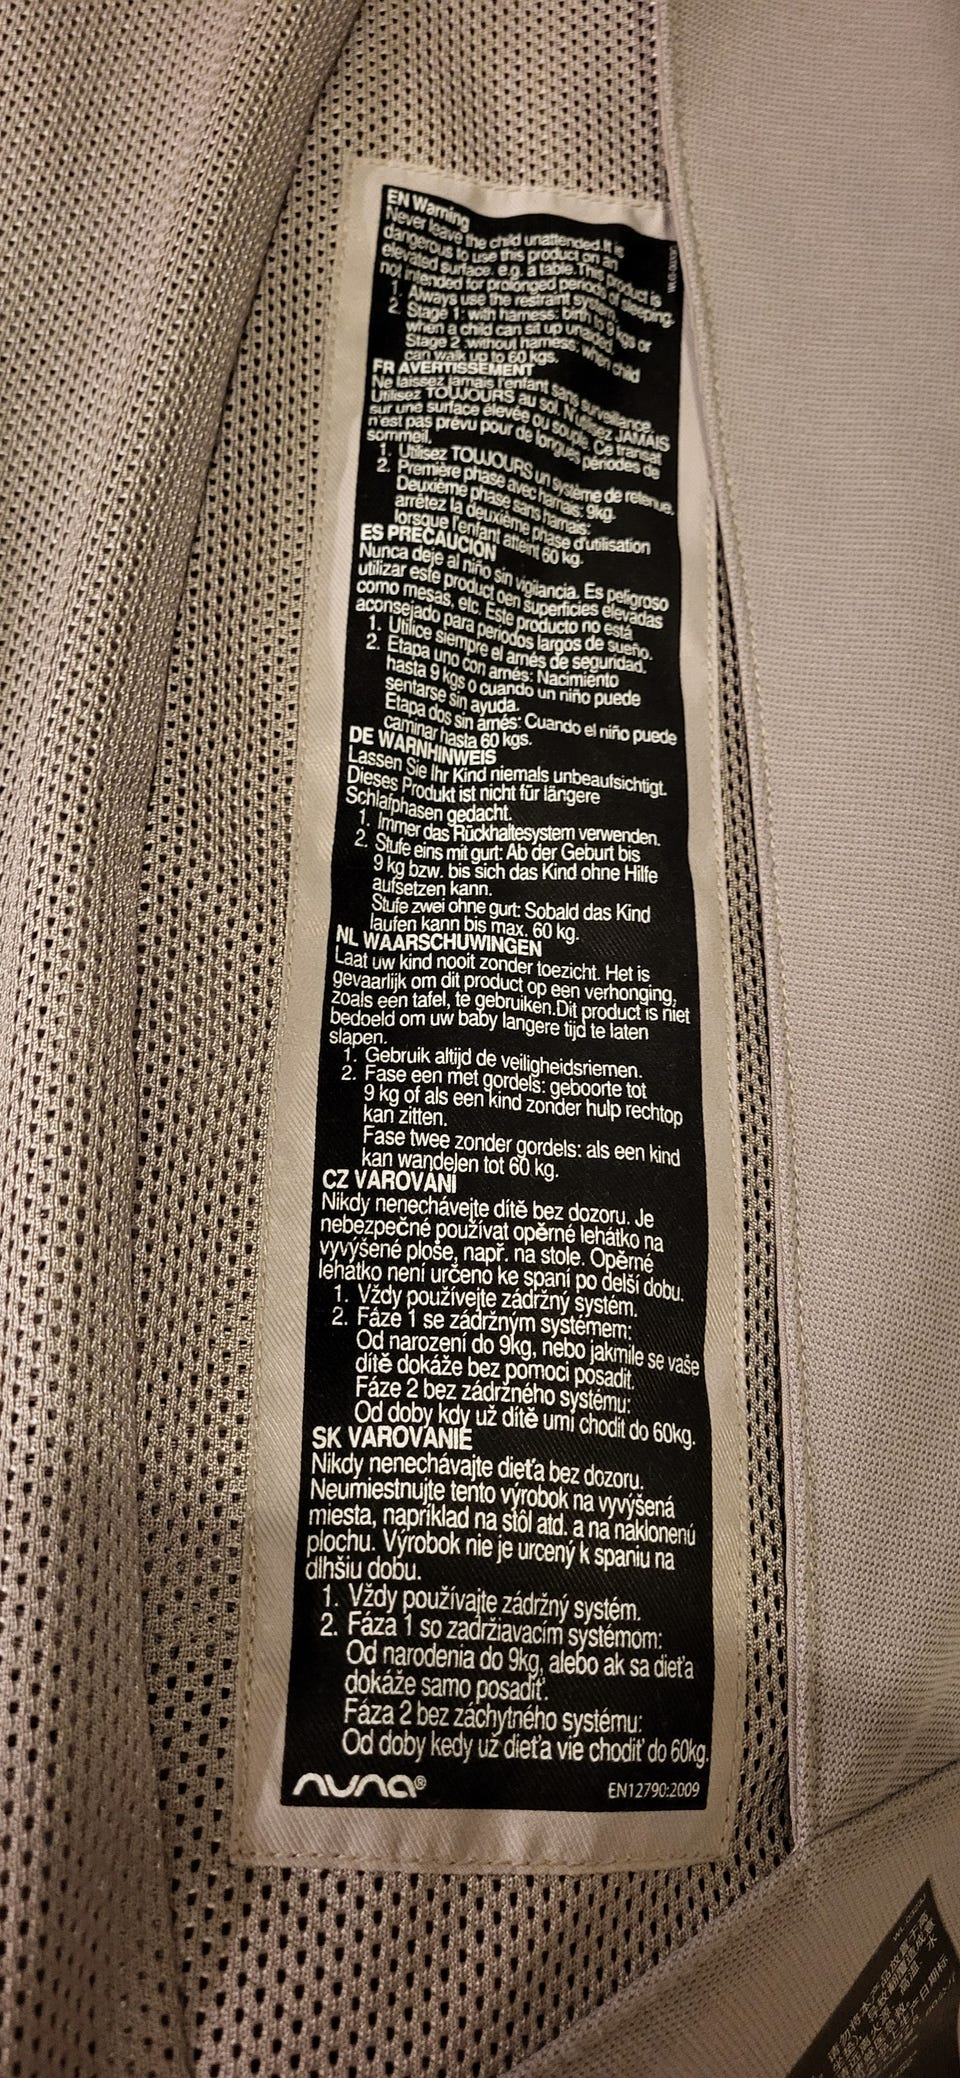 EN Warning
Never leave the child unattended It is
dangerous to use this product on an
elevated surface. e.g. a table.This product is
not intended for prolonged periods of sleeping.
1. Always use the restraint system.
2. Stage 1: with harness: birth to 9 kgs or
when a child can sit up unaided
Stage 2 :without harness: when child
can walk up to 60 kgs.
FR AVERTISSEMENT
Ne laissez jamais l'enfant sans surveillance.
Utilisez TOUJOURS au sol. N'utilisez JAMAIS
sur une surface élevée ou souple. Ce transat
n'est pas prévu pour de longues périodes de
sommeil.
1. Utilisez TOUJOURS un système de retenue.
2. Première phase avec harnais: 9kg.
Deuxième phase sans harnais:
arrêtez la deuxième phase d'utilisation
lorsque l'enfant atteint 60 kg.
ES PRECAUCIÓN
Nunca deje al niño sin vigilancia. Es peligroso
utilizar este product oen superficies elevadas
como mesas, etc. Este producto no está
aconsejado para periodos largos de sueño.
1. Utilice siempre el arnés de seguridad.
2. Etapa uno con arnés: Nacimiento
hasta 9 kgs o cuando un niño puede
sentarse sin ayuda.
Etapa dos sin arnés: Cuando el niño puede
caminar hasta 60 kgs.
DE WARNHINWEIS
Lassen Sie Ihr Kind niemals unbeaufsichtigt.
Dieses Produkt ist nicht für längere
Schlafphasen gedacht.
1. Immer das Rückhaltesystem verwenden.
2. Stufe eins mit gurt: Ab der Geburt bis
9 kg bzw. bis sich das Kind ohne Hilfe
aufsetzen kann.
Stufe zwei ohne gurt: Sobald das Kind
laufen kann bis max. 60 kg.
NL WAARSCHUWINGEN
Laat uw kind nooit zonder toezicht. Het is
gevaarlijk om dit product op een verhonging,
zoals een tafel, te gebruiken.Dit product is niet
bedoeld om uw baby langere tijd te laten
slapen.
1. Gebruik altijd de veiligheidsriemen.
2. Fase een met gordels: geboorte tot
9 kg of als een kind zonder hulp rechtop
kan zitten.
Fase twee zonder gordels: als een kind
kan wandelen tot 60 kg.
CZ VAROVÁNÍ
Nikdy nenechávejte dítě bez dozoru. Je
nebezpečné používat opěrné lehátko na
vyvýšené ploše, např. na stole. Opěrné
lehátko není určeno ke spaní po delší dobu.
1. Vždy používejte zádržný systém.
2. Fáze 1 se zádržným systémem:
Od narození do 9kg, nebo jakmile se vaše
dítě dokáže bez pomoci posadit.
Fáze 2 bez zádržného systému:
Od doby kdy už dítě umí chodit do 60kg.
SK VAROVANIE
Nikdy nenechávajte dieťa bez dozoru.
Neumiestnujte tento výrobok na vyvýšená
miesta, napríklad na stôl atd. a na naklonenú
plochu. Výrobok nie je urcený k spaniu na
dlhšiu dobu.
1. Vždy používajte zádržný systém.
2. Fáza 1 so zadržiavacím systémom:
Od narodenia do 9kg, alebo ak sa dieťa
dokáže samo posadiť.
Fáza 2 bez záchytného systému:
Od doby kedy už dieťa vie chodiť do 60kg.
nuna®
EN12790:2009